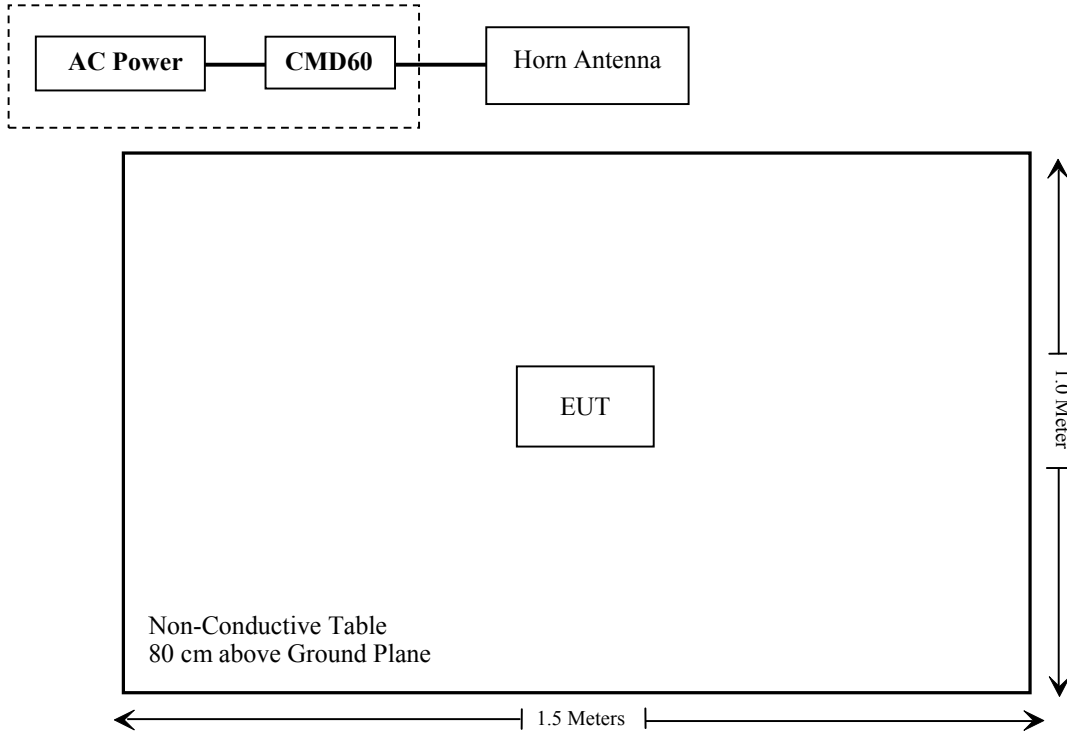 AC Power
CMD60
Horn Antenna
EUT
1.0 Meter
Non-Conductive Table
80 cm above Ground Plane
1.5 Meters